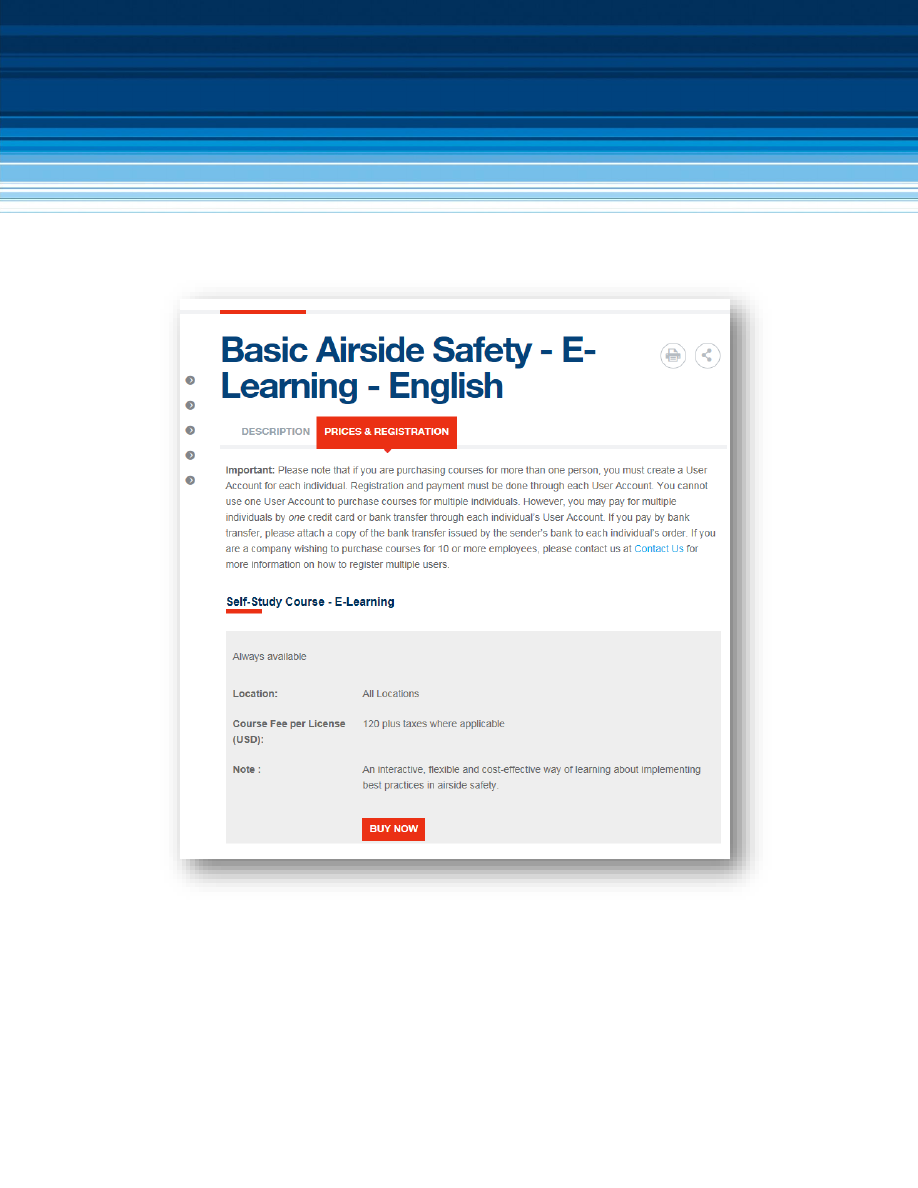 Basic Airside Safety - E-
Learning - English
DESCRIPTION PRICES & REGISTRATION
Important: Please note that if you are purchasing courses for more than one person, you must create a User
Account for each individual. Registration and payment must be done through each User Account. You cannot
use one User Account to purchase courses for multiple individuals. However, you may pay for multiple
individuals by one credit card or bank transfer through each individual's User Account. If you pay by bank
transfer, please attach a copy of the bank transfer issued by the sender's bank to each individual's order. If you
are a company wishing to purchase courses for 10 or more employees, please contact us at Contact Us for
more information on how to register multiple users.
Self-Study Course - E-Learning
Always available
Location: All Locations
Course Fee per License 120 plus taxes where applicable
(USD):
Note : An interactive, flexible and cost-effective way of learning about implementing
best practices in airside safety.
BUY NOW